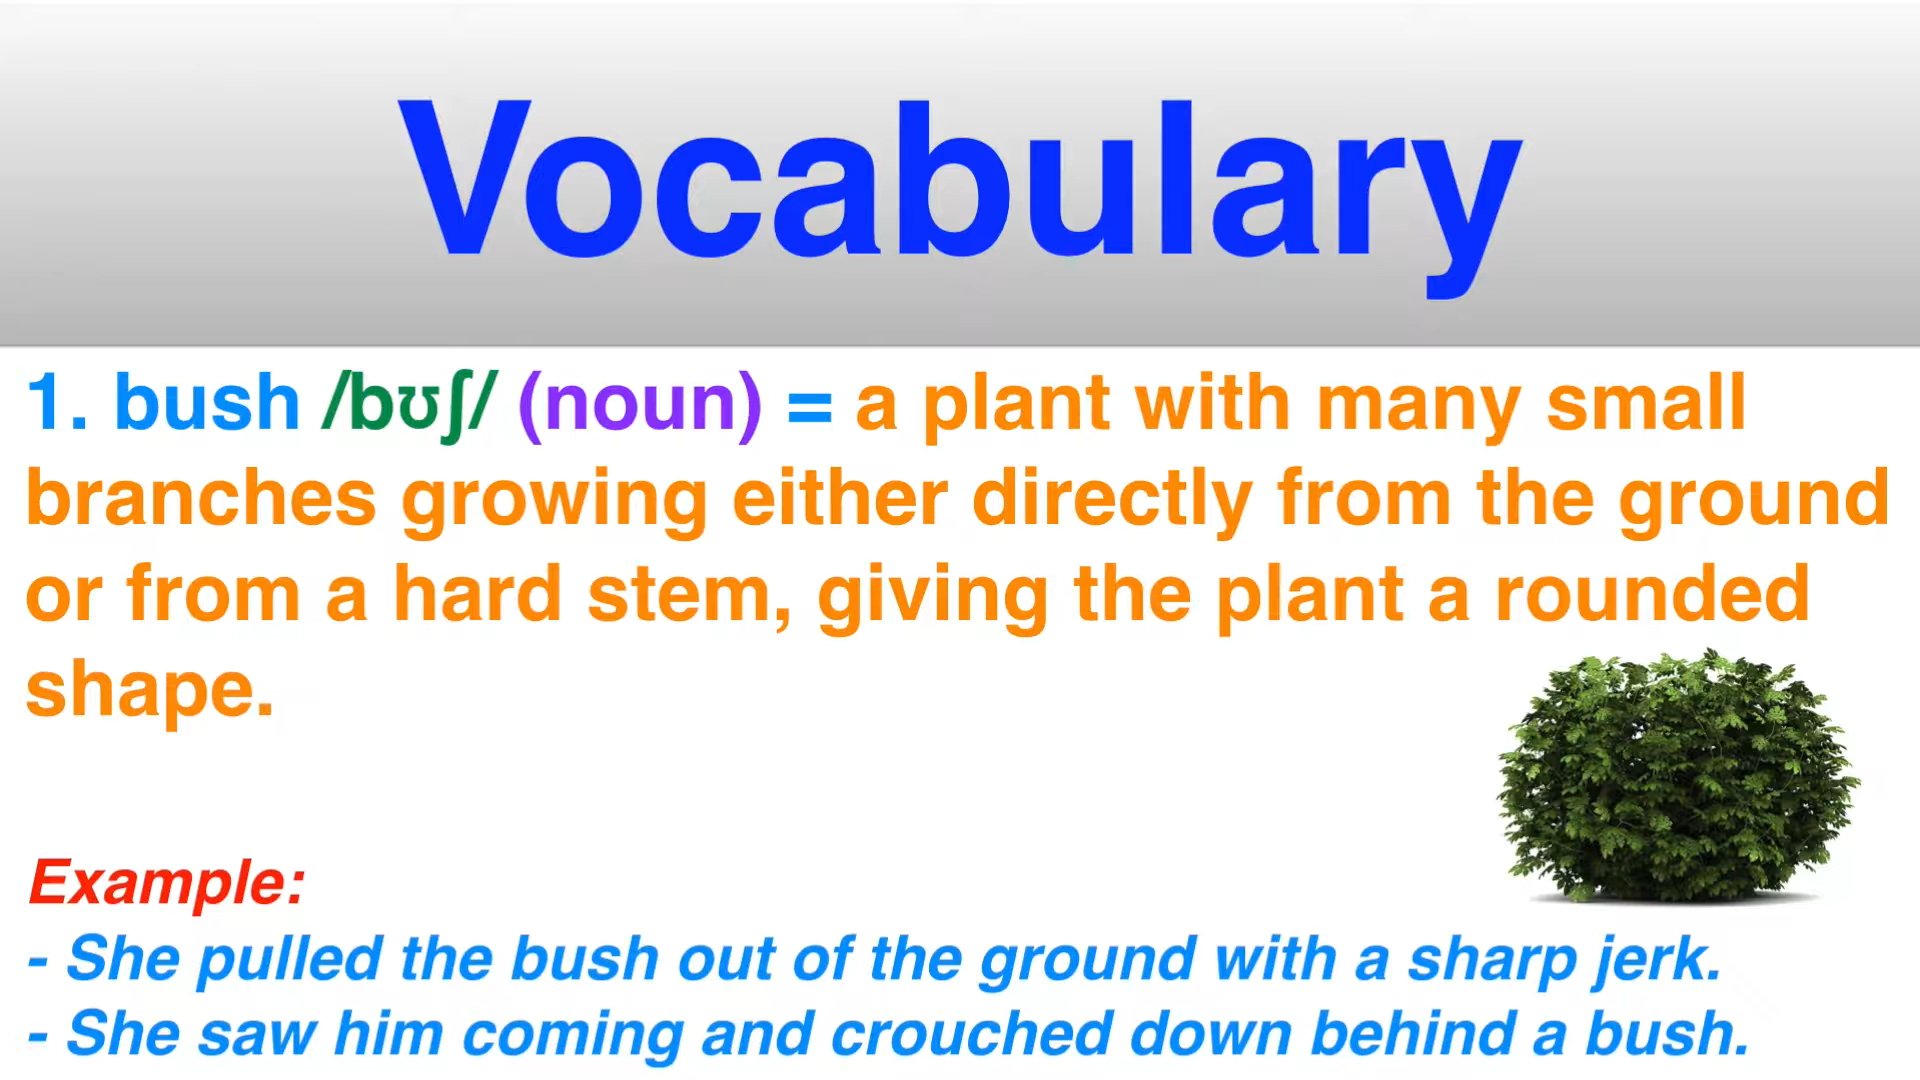 Vocabulary
1. bush /bʊʃ/ (noun) = a plant with many small
branches growing either directly from the ground
or from a hard stem, giving the plant a rounded
shape.
Example:
- She pulled the bush out of the ground with a sharp jerk.
- She saw him coming and crouched down behind a bush.